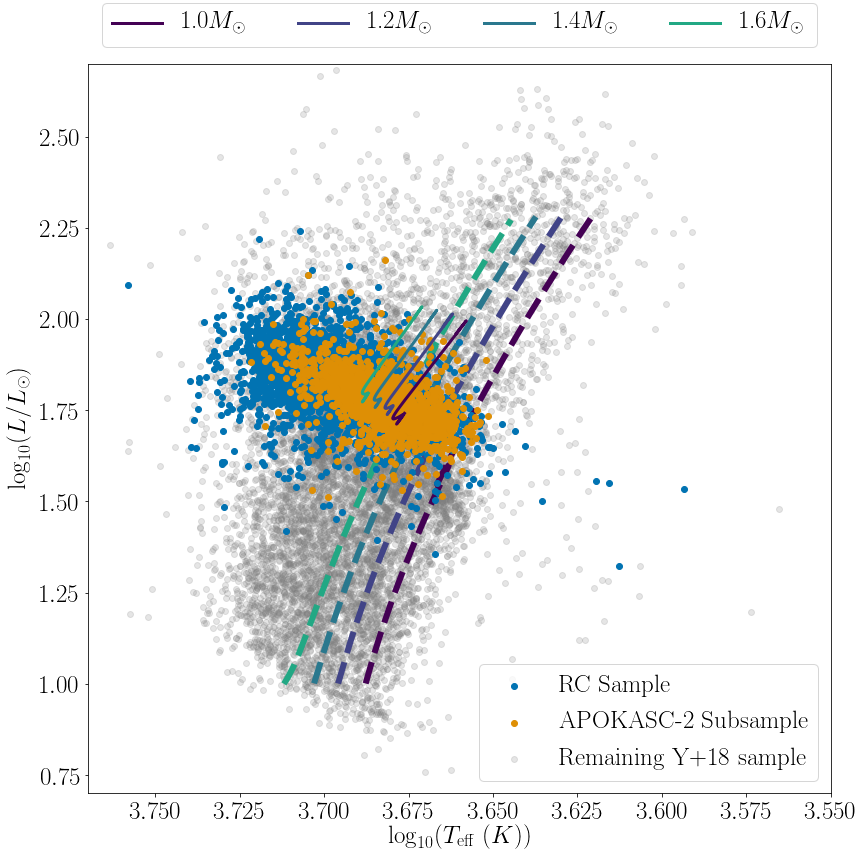 1.0M⊙ 1.2M⊙ 1.4M⊙ 1.6M⊙
2.50
2.25
2.00
1.75
1.50
1.25
1.00
0.75
log₁₀(L/L⊙)
RC Sample
APOKASC-2 Subsample
Remaining Y+18 sample
3.750 3.725 3.700 3.675 3.650 3.625 3.600 3.575 3.550
log₁₀(T_eff (K))